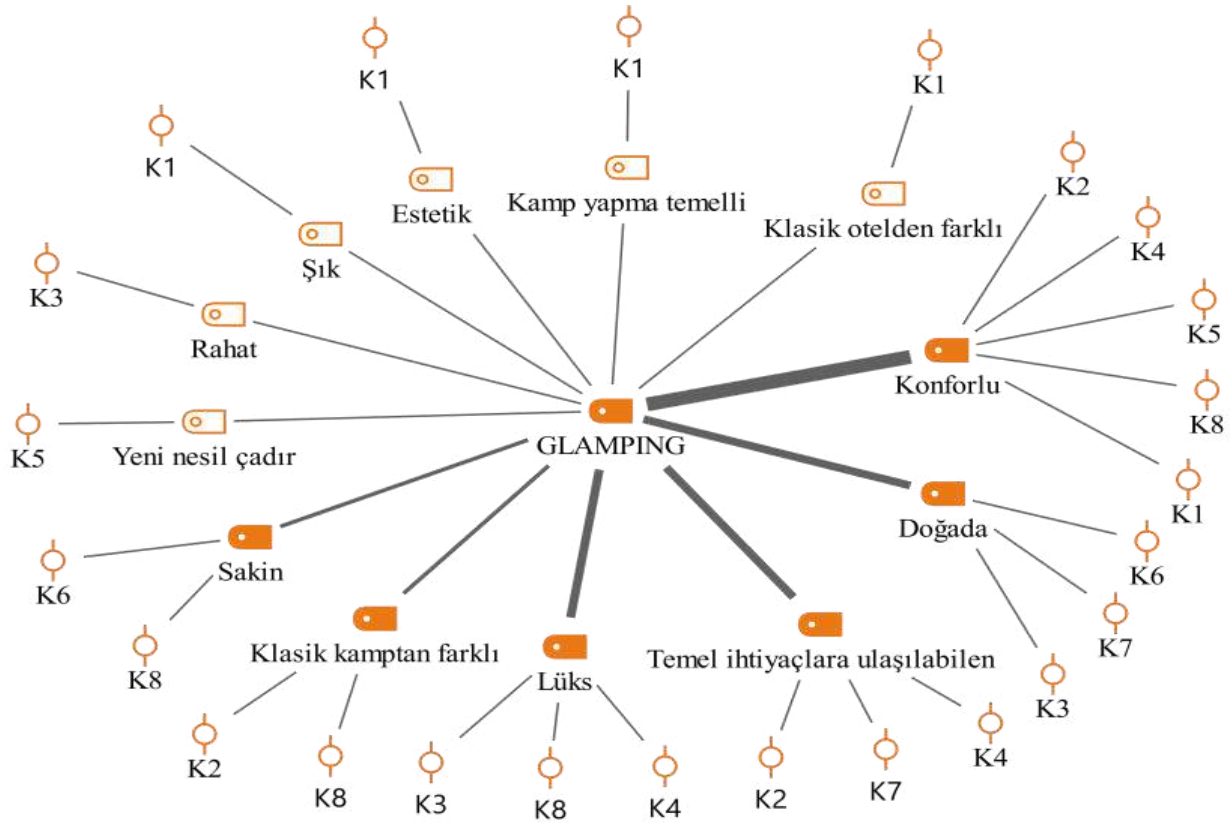 K1
K1
K1
K1
Estetik
Kamp yapma temelli
Klasik otelden farklı
K2
K4
Şık
K3
Rahat
K5
Konforlu
K8
GLAMPING
K5
Yeni nesil çadır
K1
Doğada
K6
K6
Sakin
K7
K8
Klasik kamptan farklı
Lüks
Temel ihtiyaçlara ulaşılabilen
K3
K2
K8
K3
K8
K4
K2
K7
K4